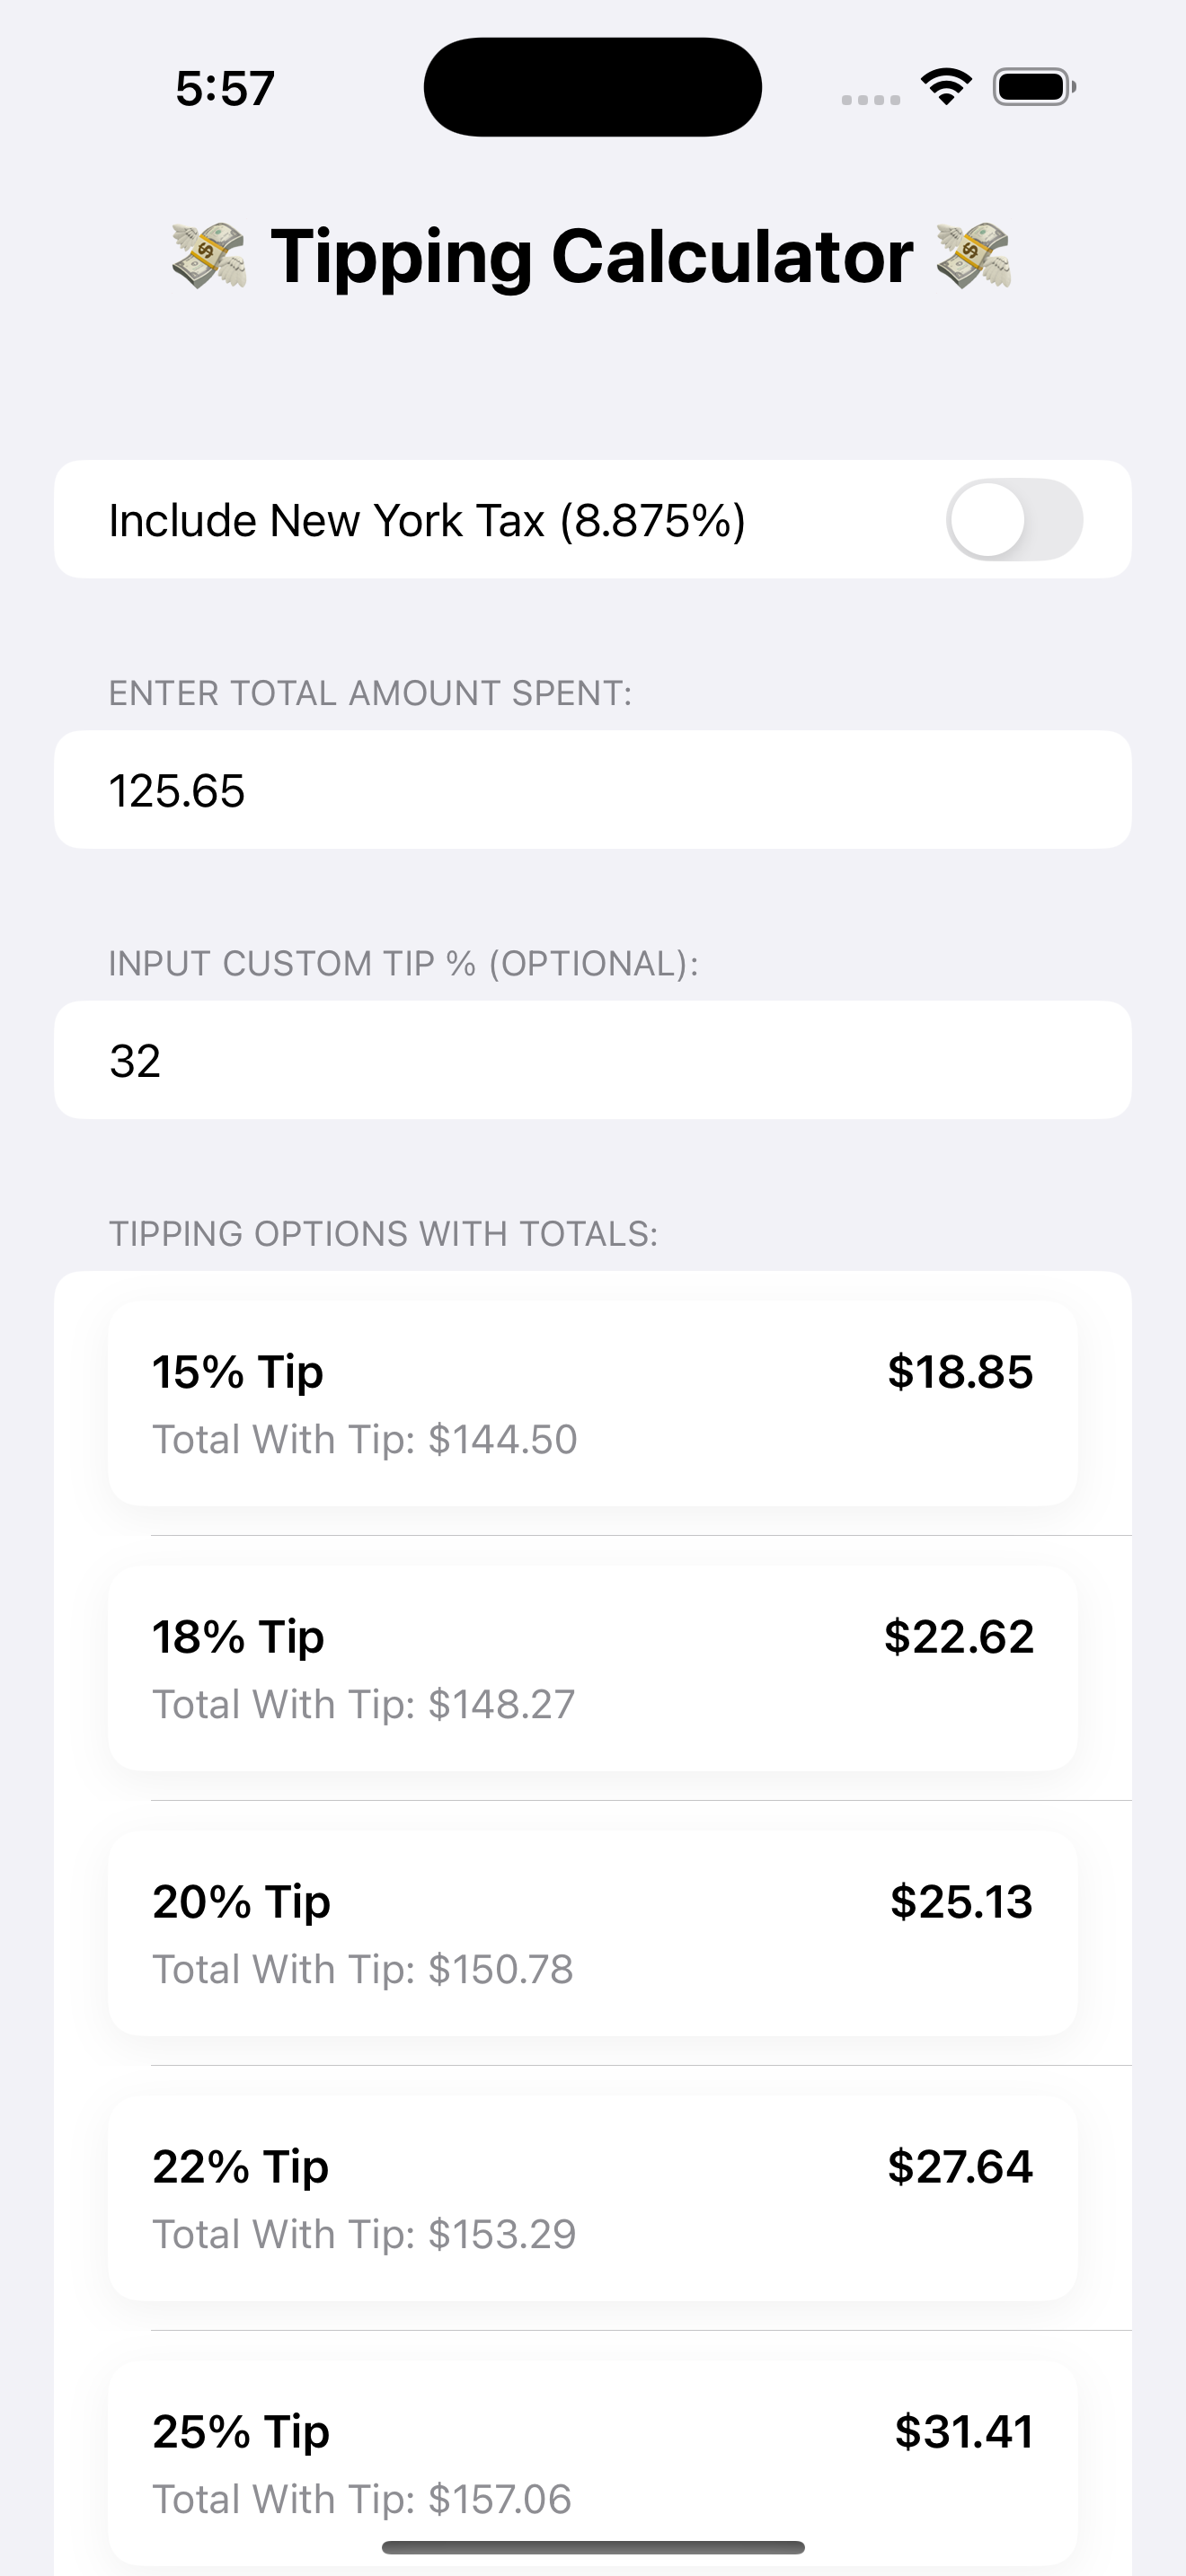 5:57
💸 Tipping Calculator 💸
Include New York Tax (8.875%)
ENTER TOTAL AMOUNT SPENT:
125.65
INPUT CUSTOM TIP % (OPTIONAL):
32
TIPPING OPTIONS WITH TOTALS:
15% Tip $18.85
Total With Tip: $144.50
18% Tip $22.62
Total With Tip: $148.27
20% Tip $25.13
Total With Tip: $150.78
22% Tip $27.64
Total With Tip: $153.29
25% Tip $31.41
Total With Tip: $157.06